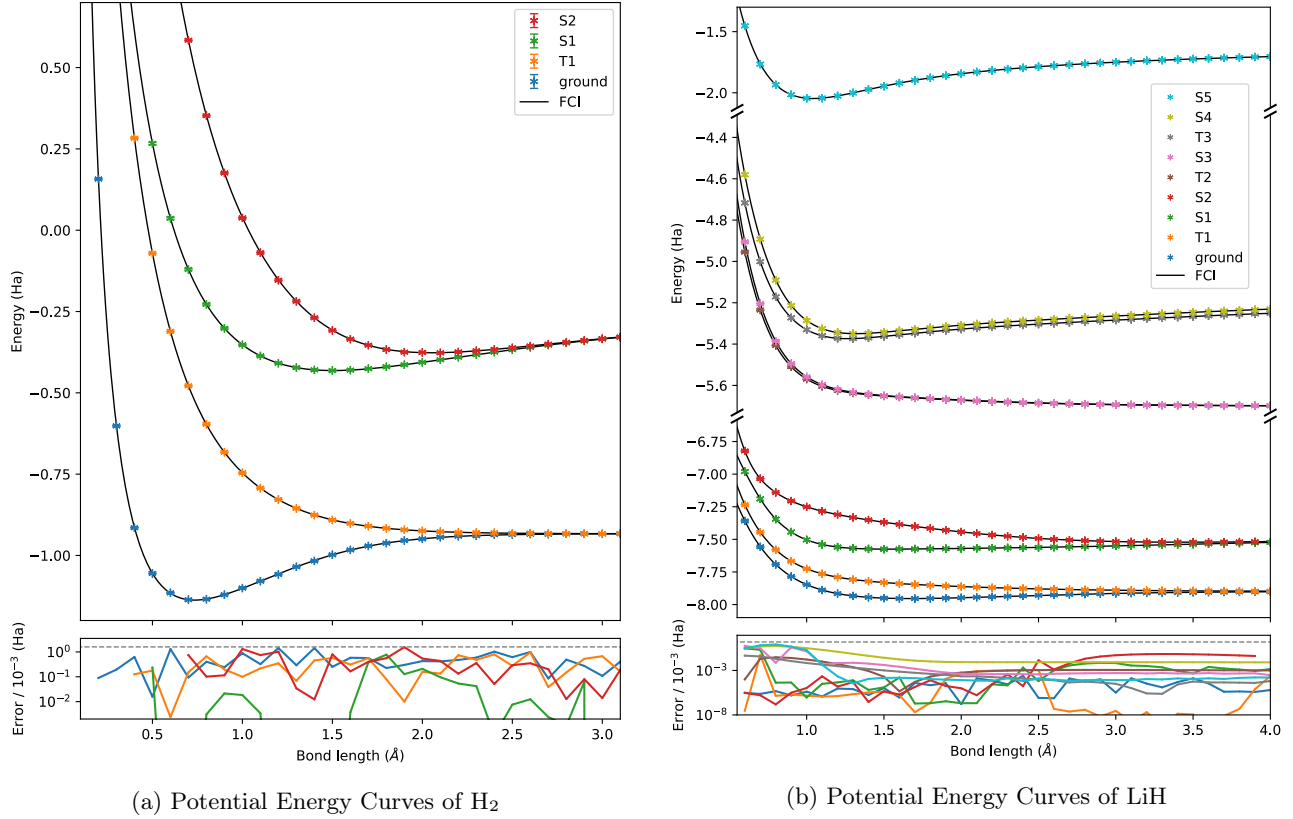 S2
S1
T1
ground
FCI
0.50
0.25
0.00
−0.25
−0.50
−0.75
−1.00
Energy (Ha)
10⁰
10⁻¹
10⁻²
Error / 10⁻³ (Ha)
0.5 1.0 1.5 2.0 2.5 3.0
Bond length (Å)
(a) Potential Energy Curves of H₂
−1.5
−2.0
−4.4
−4.6
−4.8
−5.0
−5.2
−5.4
−5.6
−6.75
−7.00
−7.25
−7.50
−7.75
−8.00
Energy (Ha)
S5
S4
T3
S3
T2
S2
S1
T1
ground
FCI
10⁻³
10⁻⁸
Error / 10⁻³ (Ha)
1.0 1.5 2.0 2.5 3.0 3.5 4.0
Bond length (Å)
(b) Potential Energy Curves of LiH